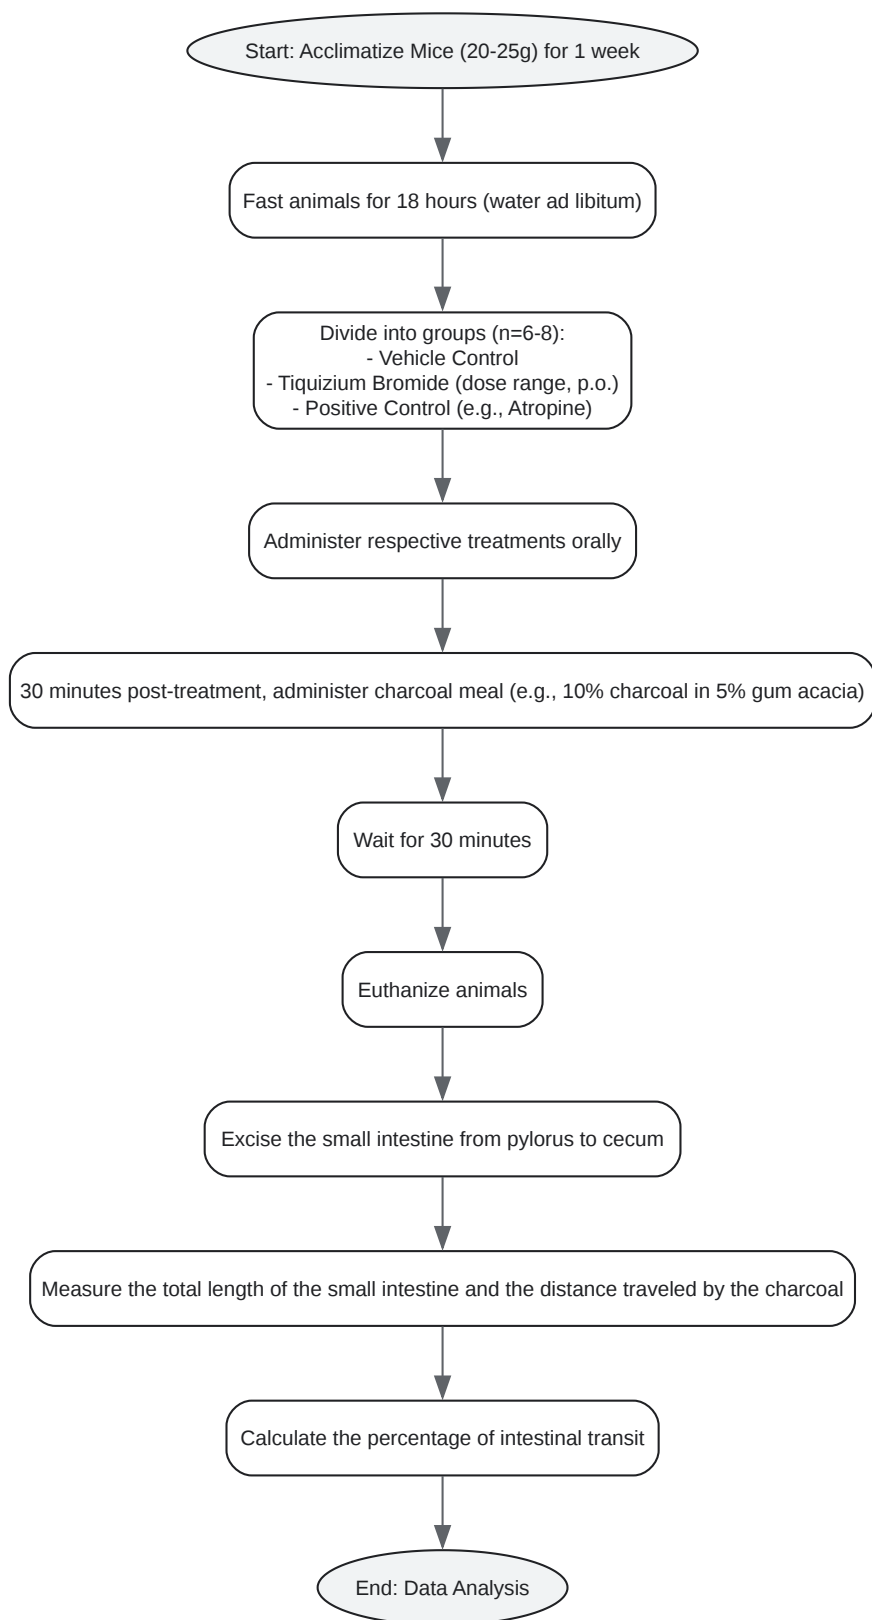 Start: Acclimatize Mice (20-25g) for 1 week
Fast animals for 18 hours (water ad libitum)
Divide into groups (n=6-8):
- Vehicle Control
- Tiquizium Bromide (dose range, p.o.)
- Positive Control (e.g., Atropine)
Administer respective treatments orally
30 minutes post-treatment, administer charcoal meal (e.g., 10% charcoal in 5% gum acacia)
Wait for 30 minutes
Euthanize animals
Excise the small intestine from pylorus to cecum
Measure the total length of the small intestine and the distance traveled by the charcoal
Calculate the percentage of intestinal transit
End: Data Analysis